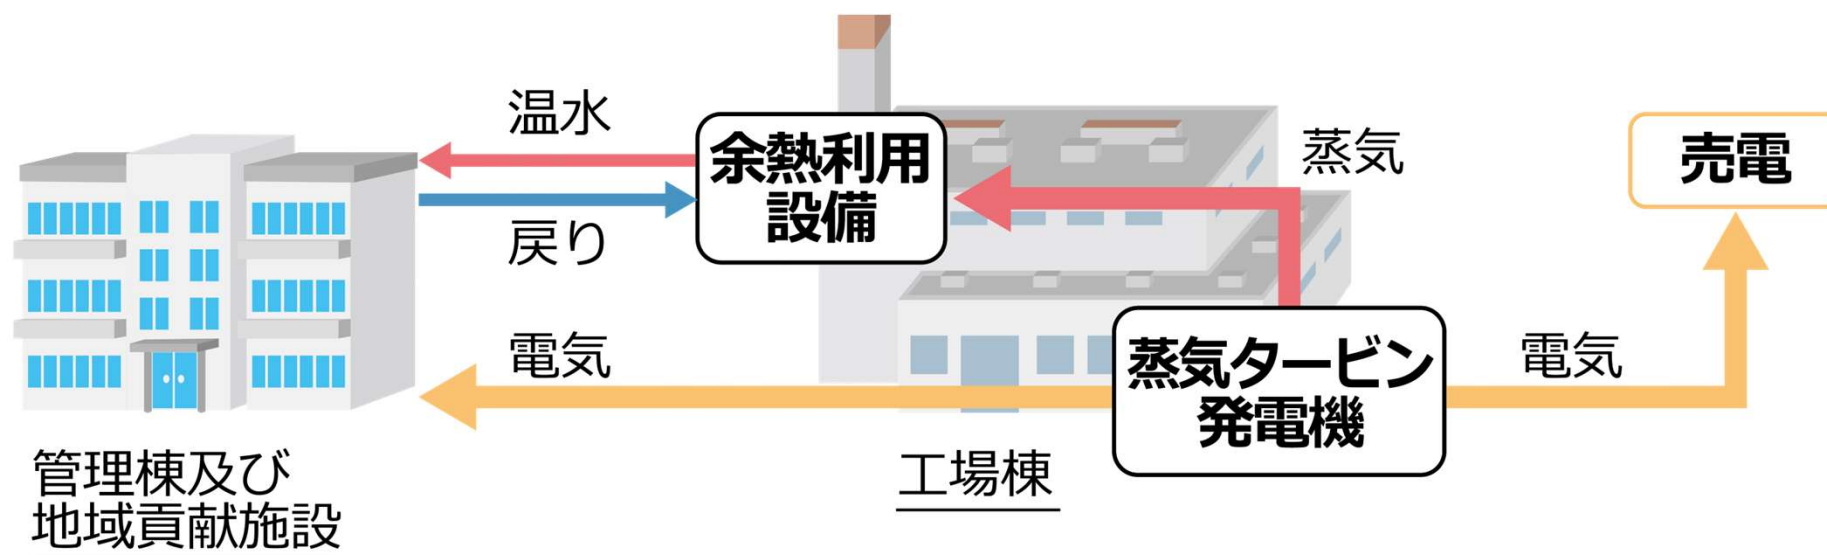 温水
余熱利用
設備
蒸気
売電
戻り
電気
蒸気タービン
発電機
電気
管理棟及び
地域貢献施設
工場棟